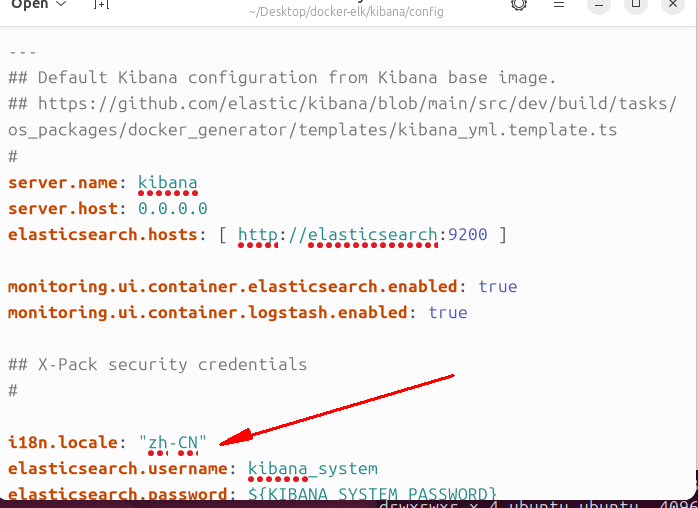 Open
~/Desktop/docker-elk/kibana/config
---
## Default Kibana configuration from Kibana base image.
## https://github.com/elastic/kibana/blob/main/src/dev/build/tasks/
os_packages/docker_generator/templates/kibana_yml.template.ts
#
server.name: kibana
server.host: 0.0.0.0
elasticsearch.hosts: [ http://elasticsearch:9200 ]
monitoring.ui.container.elasticsearch.enabled: true
monitoring.ui.container.logstash.enabled: true
## X-Pack security credentials
#
i18n.locale: "zh-CN"
elasticsearch.username: kibana_system
elasticsearch.password: ${KIBANA_SYSTEM_PASSWORD}
drwxrwxr-x 4 ubuntu ubuntu 4096